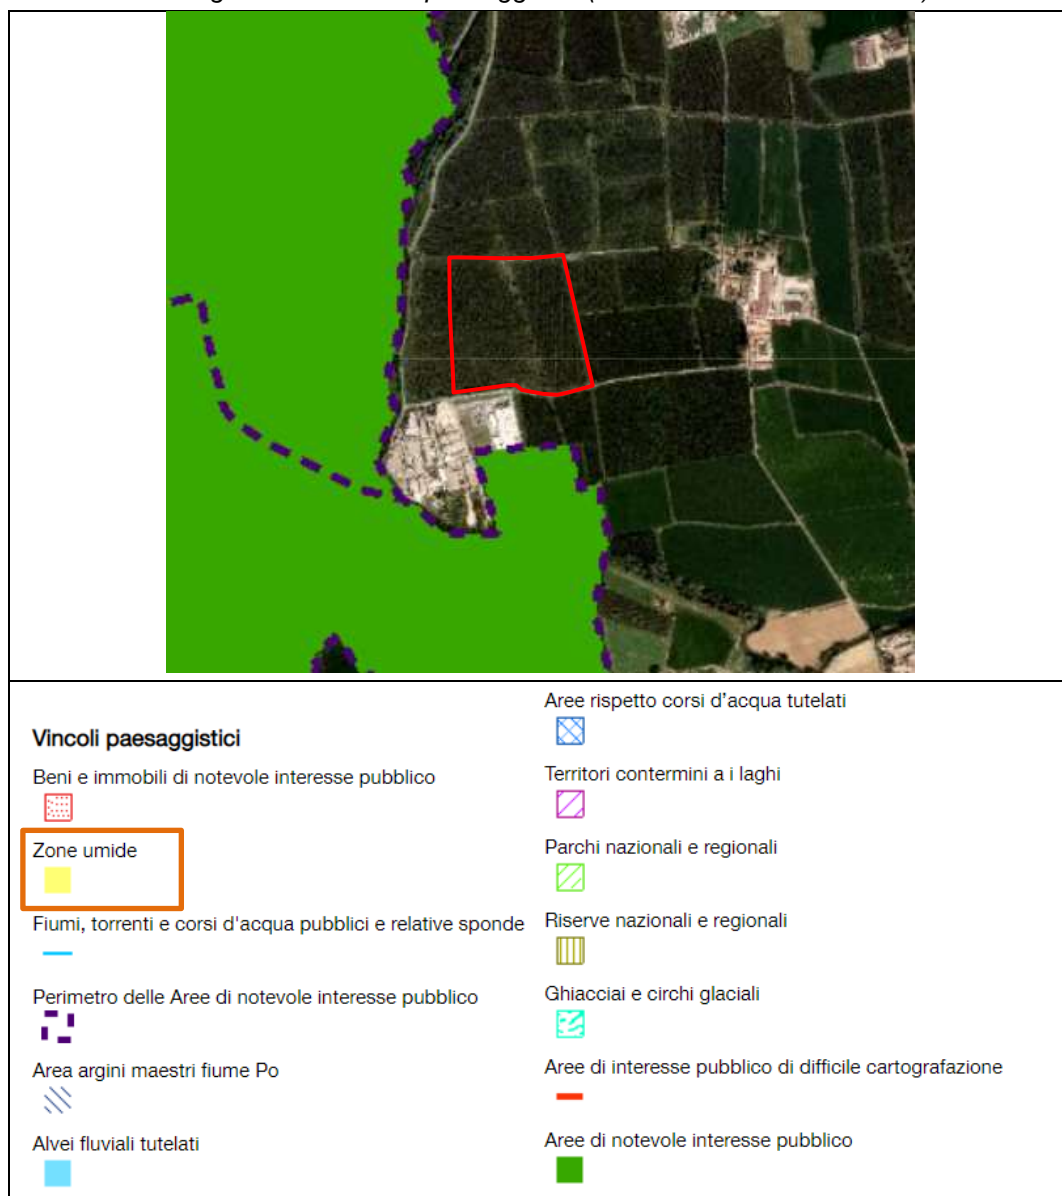 Vincoli paesaggistici
Beni e immobili di notevole interesse pubblico
Zone umide
Fiumi, torrenti e corsi d'acqua pubblici e relative sponde
Perimetro delle Aree di notevole interesse pubblico
Area argini maestri fiume Po
Alvei fluviali tutelati
Aree rispetto corsi d'acqua tutelati
Territori contermini a i laghi
Parchi nazionali e regionali
Riserve nazionali e regionali
Ghiacciai e circhi glaciali
Aree di interesse pubblico di difficile cartografazione
Aree di notevole interesse pubblico